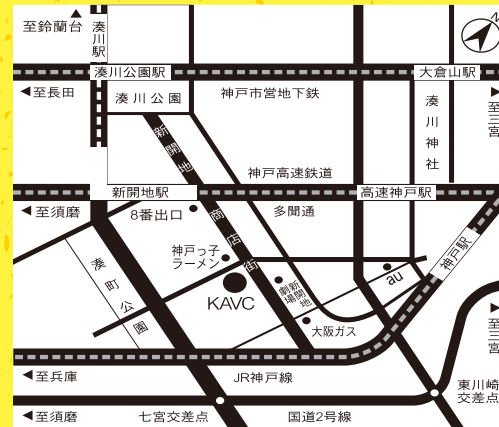 至鈴蘭台
湊川駅
N
湊川公園駅
大倉山駅
至長田
湊川公園
神戸市営地下鉄
至三宮
湊川神社
新開地商店街
神戸高速鉄道
新開地駅
高速神戸駅
至須磨
8番出口
多聞通
神戸っ子
ラーメン
湊町公園
KAVC
新開地
劇場
au
神戸駅
大阪ガス
至三宮
至兵庫
JR神戸線
東川崎
交差点
至須磨
七宮交差点
国道2号線